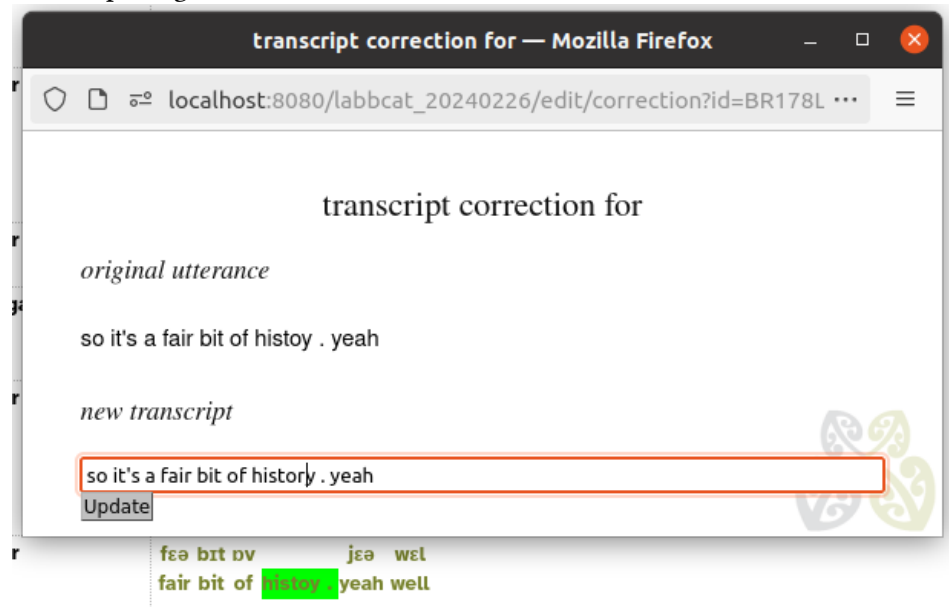 transcript correction for — Mozilla Firefox
localhost:8080/labbcat_20240226/edit/correction?id=BR178L ...
transcript correction for
original utterance
so it's a fair bit of histoy . yeah
new transcript
so it's a fair bit of history . yeah
Update
fɛə bɪt ɒv jɛə wɛl
fair bit of histoy . yeah well